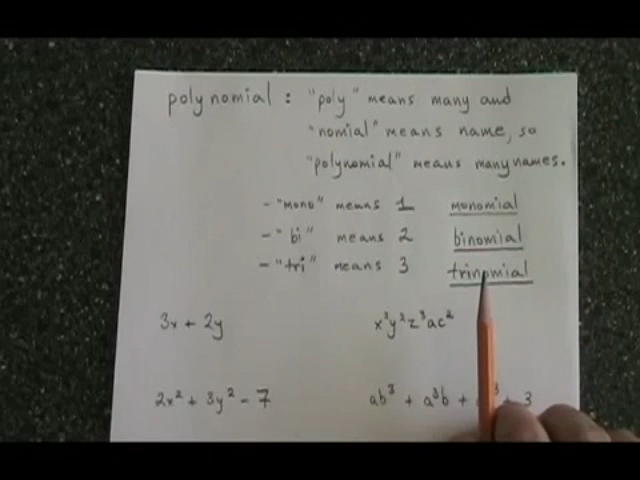 polynomial : "poly" means many and
"nomial" means name, so
"polynomial" means many names.
- "mono" means 1 monomial
- "bi" means 2 binomial
- "tri" means 3 trinomial
3x + 2y x³y²z³ac²
2x² + 3y² - 7 ab³ + a³b + + 3